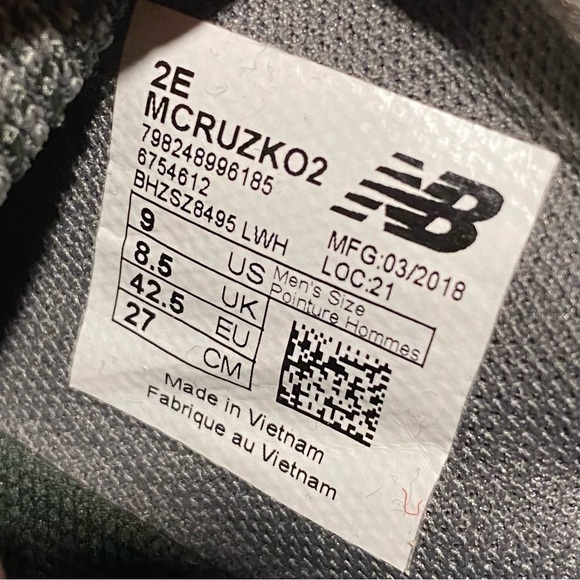 2E
MCRUZKO2
798248996185
6754612
BHZSZ8495 LWH
NB
MFG:03/2018
LOC:21
9 US
8.5 UK
42.5 EU
27 CM
Men's Size
Pointure Hommes
Made in Vietnam
Fabrique au Vietnam